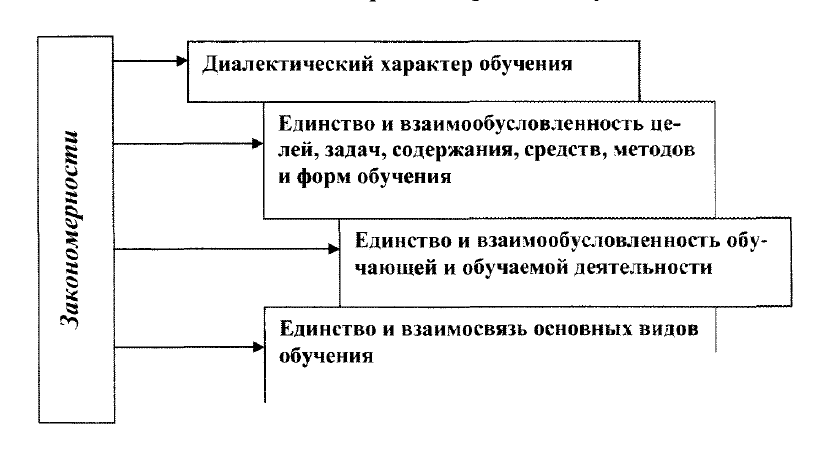 Закономерности
Диалектический характер обучения
Единство и взаимообусловленность це-
лей, задач, содержания, средств, методов
и форм обучения
Единство и взаимообусловленность обу-
чающей и обучаемой деятельности
Единство и взаимосвязь основных видов
обучения